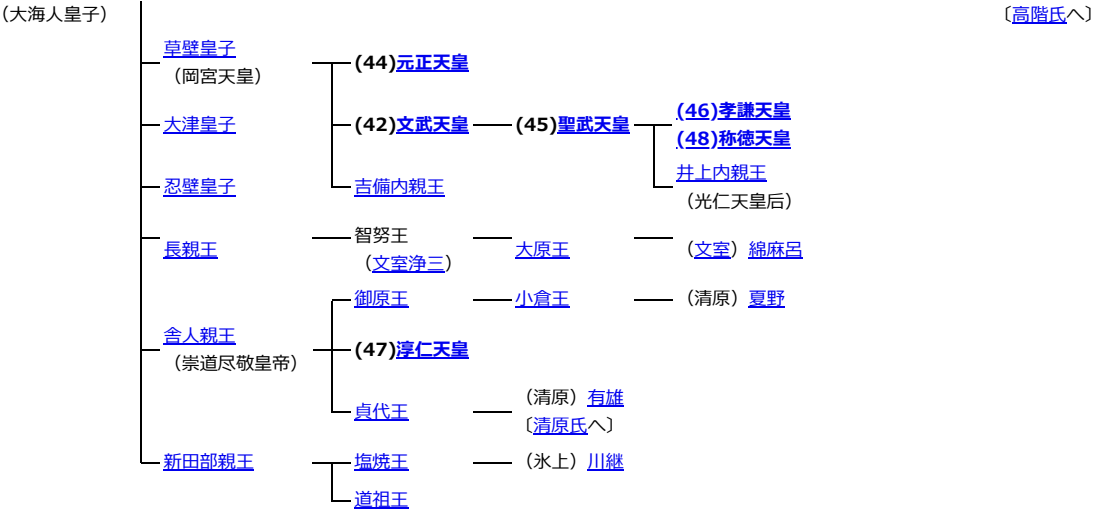 （大海人皇子）
〔高階氏へ〕
草壁皇子
（岡宮天皇）
(44)元正天皇
大津皇子
(42)文武天皇
(45)聖武天皇
(46)孝謙天皇
(48)称徳天皇
忍壁皇子
吉備内親王
井上内親王
（光仁天皇后）
長親王
智努王
（文室浄三）
大原王
（文室）綿麻呂
御原王
小倉王
（清原）夏野
舎人親王
（崇道尽敬皇帝）
(47)淳仁天皇
貞代王
（清原）有雄
〔清原氏へ〕
新田部親王
塩焼王
（氷上）川継
道祖王